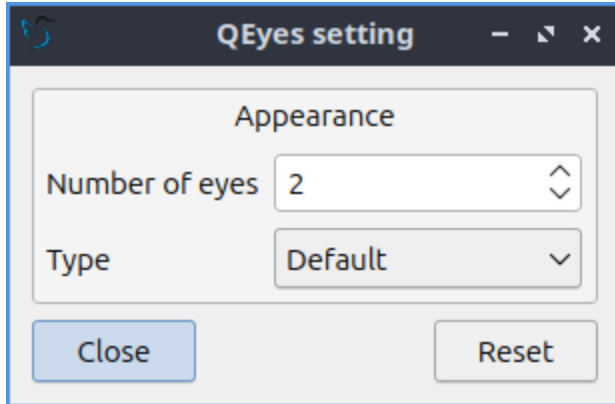 QEyes setting
Appearance
Number of eyes 2
Type Default
Close Reset